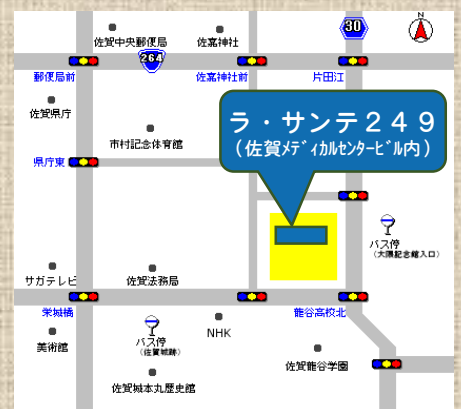 N
佐賀中央郵便局
佐嘉神社
30
264
郵便局前
佐嘉神社前
片田江
佐賀県庁
ラ・サンテ２４９
（佐賀ﾒﾃﾞｨｶﾙｾﾝﾀｰﾋﾞﾙ内）
市村記念体育館
県庁東
バス停
（大隈記念館入口）
サガテレビ
佐賀法務局
栄城橋
龍谷高校北
美術館
バス停
（佐賀城跡）
NHK
佐賀龍谷学園
佐賀城本丸歴史館